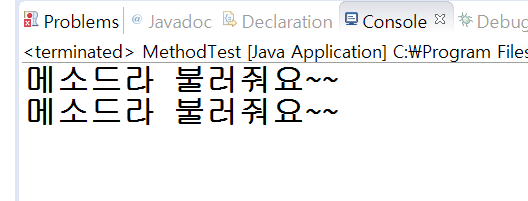 Problems @ Javadoc Declaration Console Debug
<terminated> MethodTest [Java Application] C:₩Program Files
메소드라 불러줘요~~
메소드라 불러줘요~~